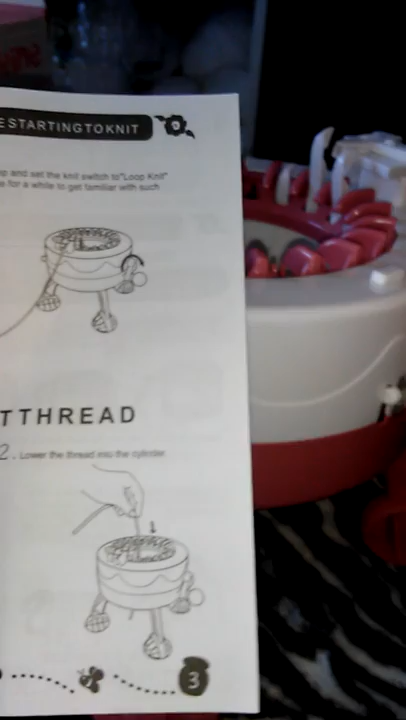 ESTARTINGTOKNIT
p and set the knit switch to"Loop Knit"
e for a while to get familiar with such
TTHREAD
2. Lower the thread into the cylinder
3